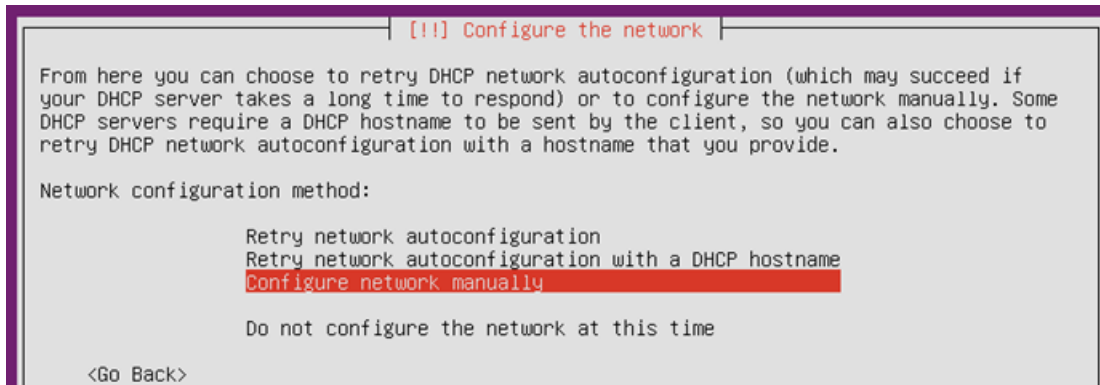 [!!] Configure the network
From here you can choose to retry DHCP network autoconfiguration (which may succeed if
your DHCP server takes a long time to respond) or to configure the network manually. Some
DHCP servers require a DHCP hostname to be sent by the client, so you can also choose to
retry DHCP network autoconfiguration with a hostname that you provide.
Network configuration method:
Retry network autoconfiguration
Retry network autoconfiguration with a DHCP hostname
Configure network manually
Do not configure the network at this time
<Go Back>